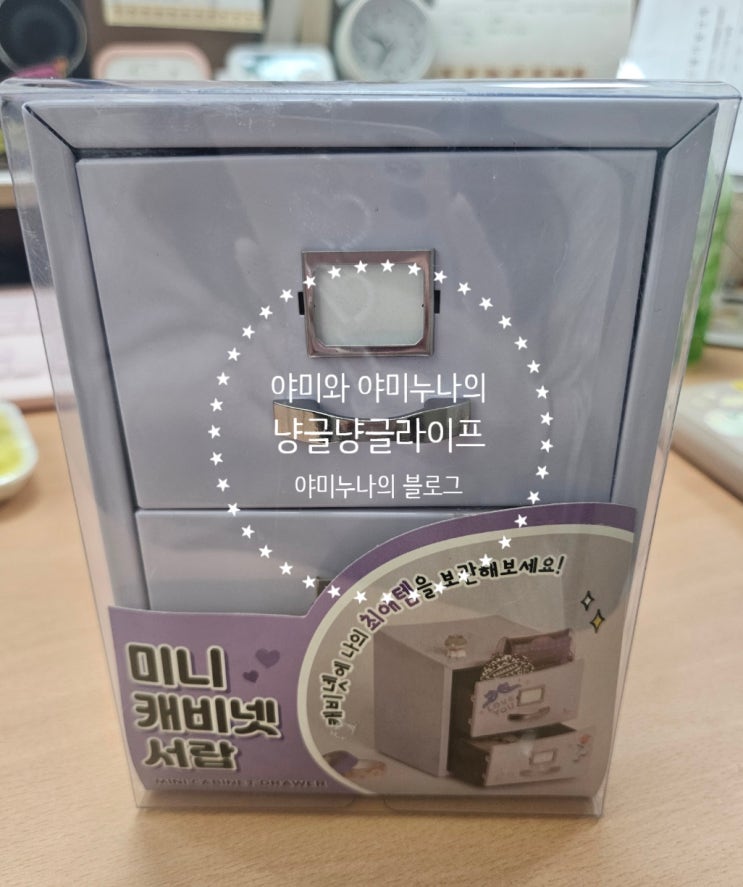 야미와 야미누나의
냥글냥글라이프
야미누나의 블로그
캐비넷에 나의 최애템을 보관해보세요!
LOVE
YOU
미니
캐비넷
서랍
MINI CABINET DRAWER